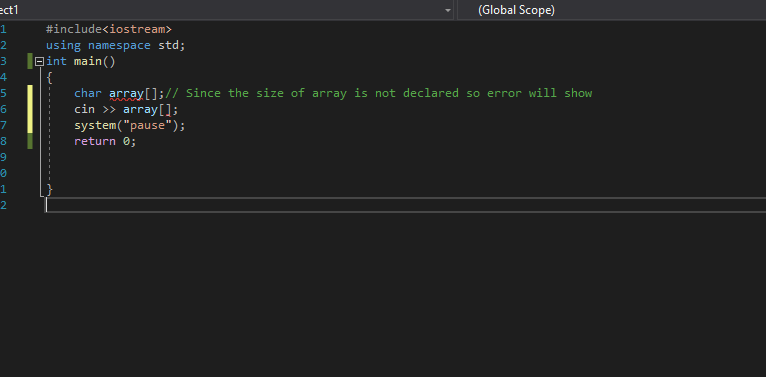 ect1 (Global Scope)
1 #include<iostream>
2 using namespace std;
3 int main()
4 {
5 char array[];// Since the size of array is not declared so error will show
6 cin >> array[];
7 system("pause");
8 return 0;
9
0
1 }
2